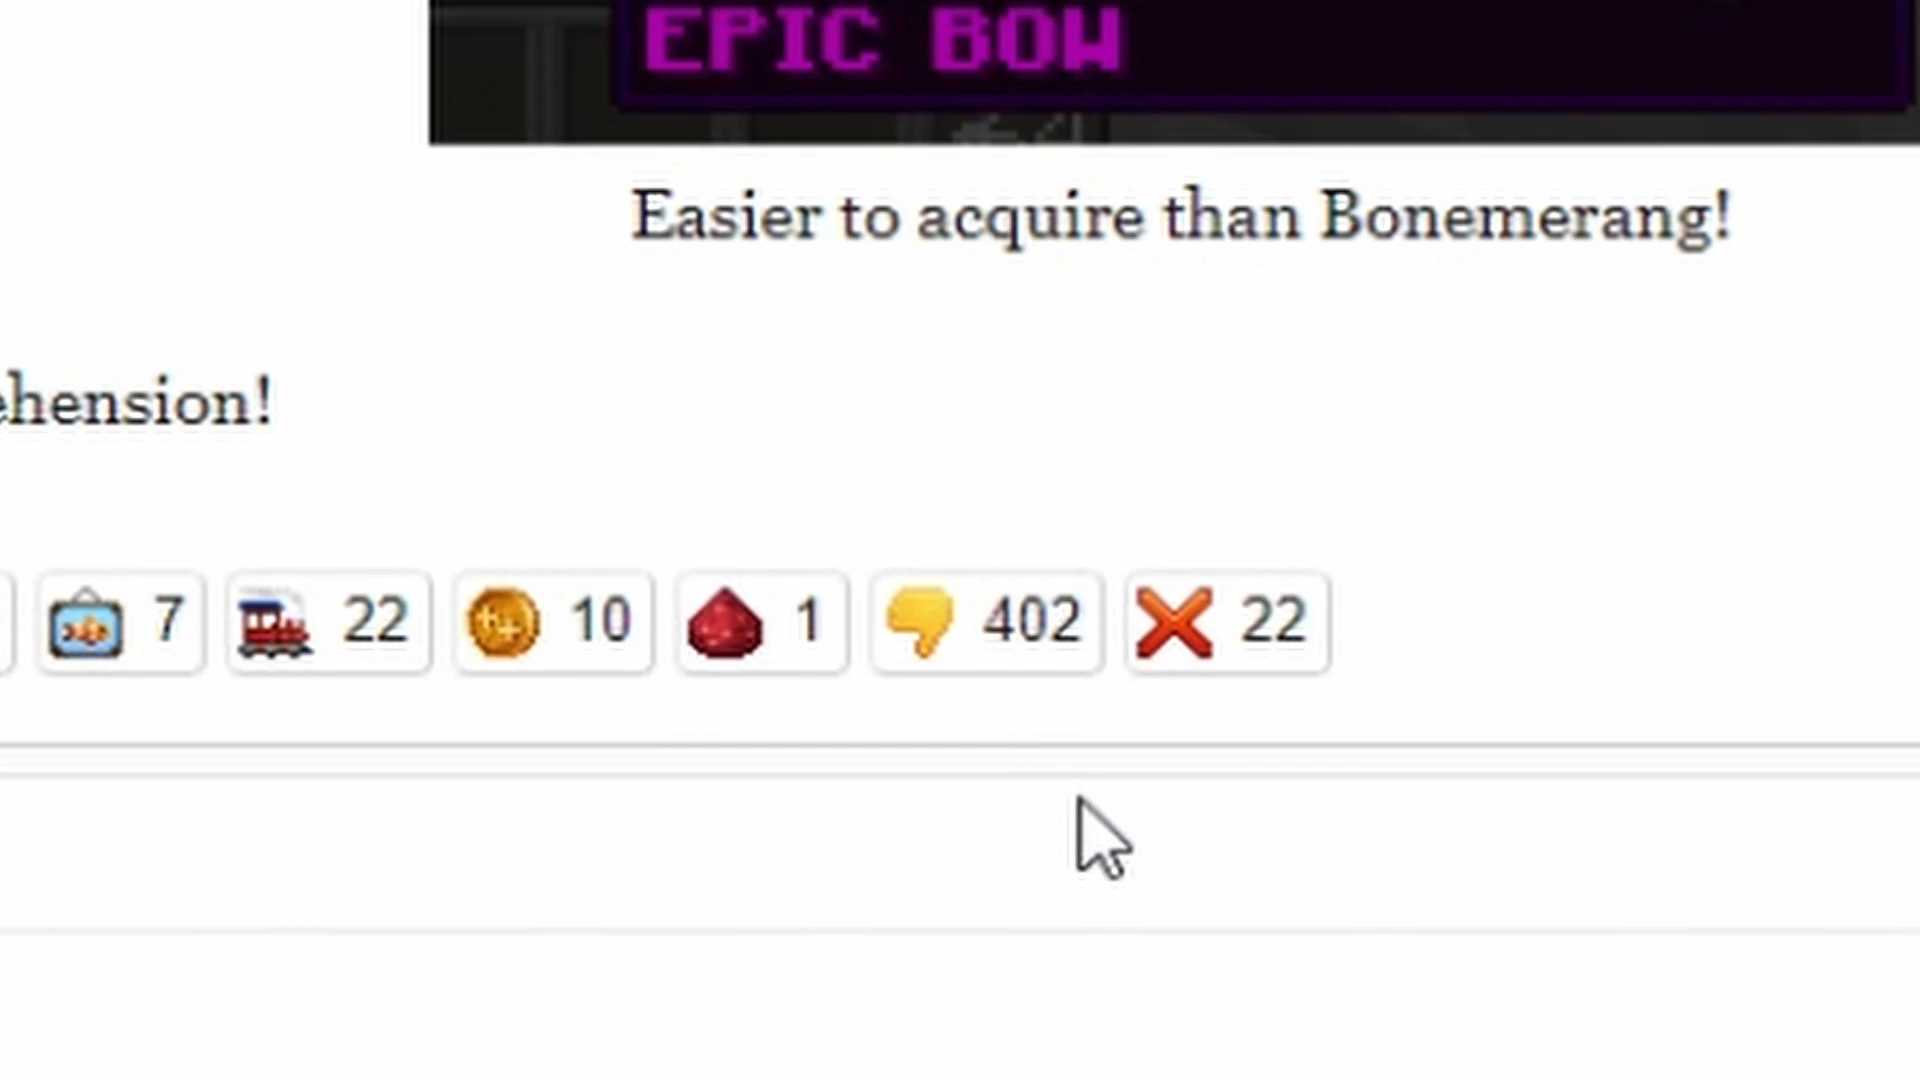 EPIC BOW
Easier to acquire than Bonemerang!
ehension!
7 22 10 1 402 22